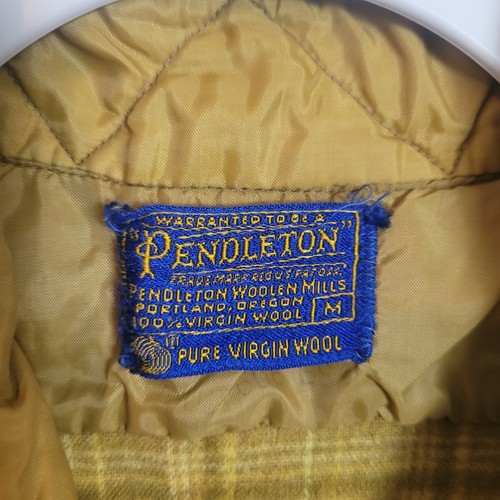 WARRANTED TO BE A
"PENDLETON"
TRADE MARK REG U S PAT OFF.
PENDLETON WOOLEN MILLS
PORTLAND, OREGON
100% VIRGIN WOOL M
PURE VIRGIN WOOL